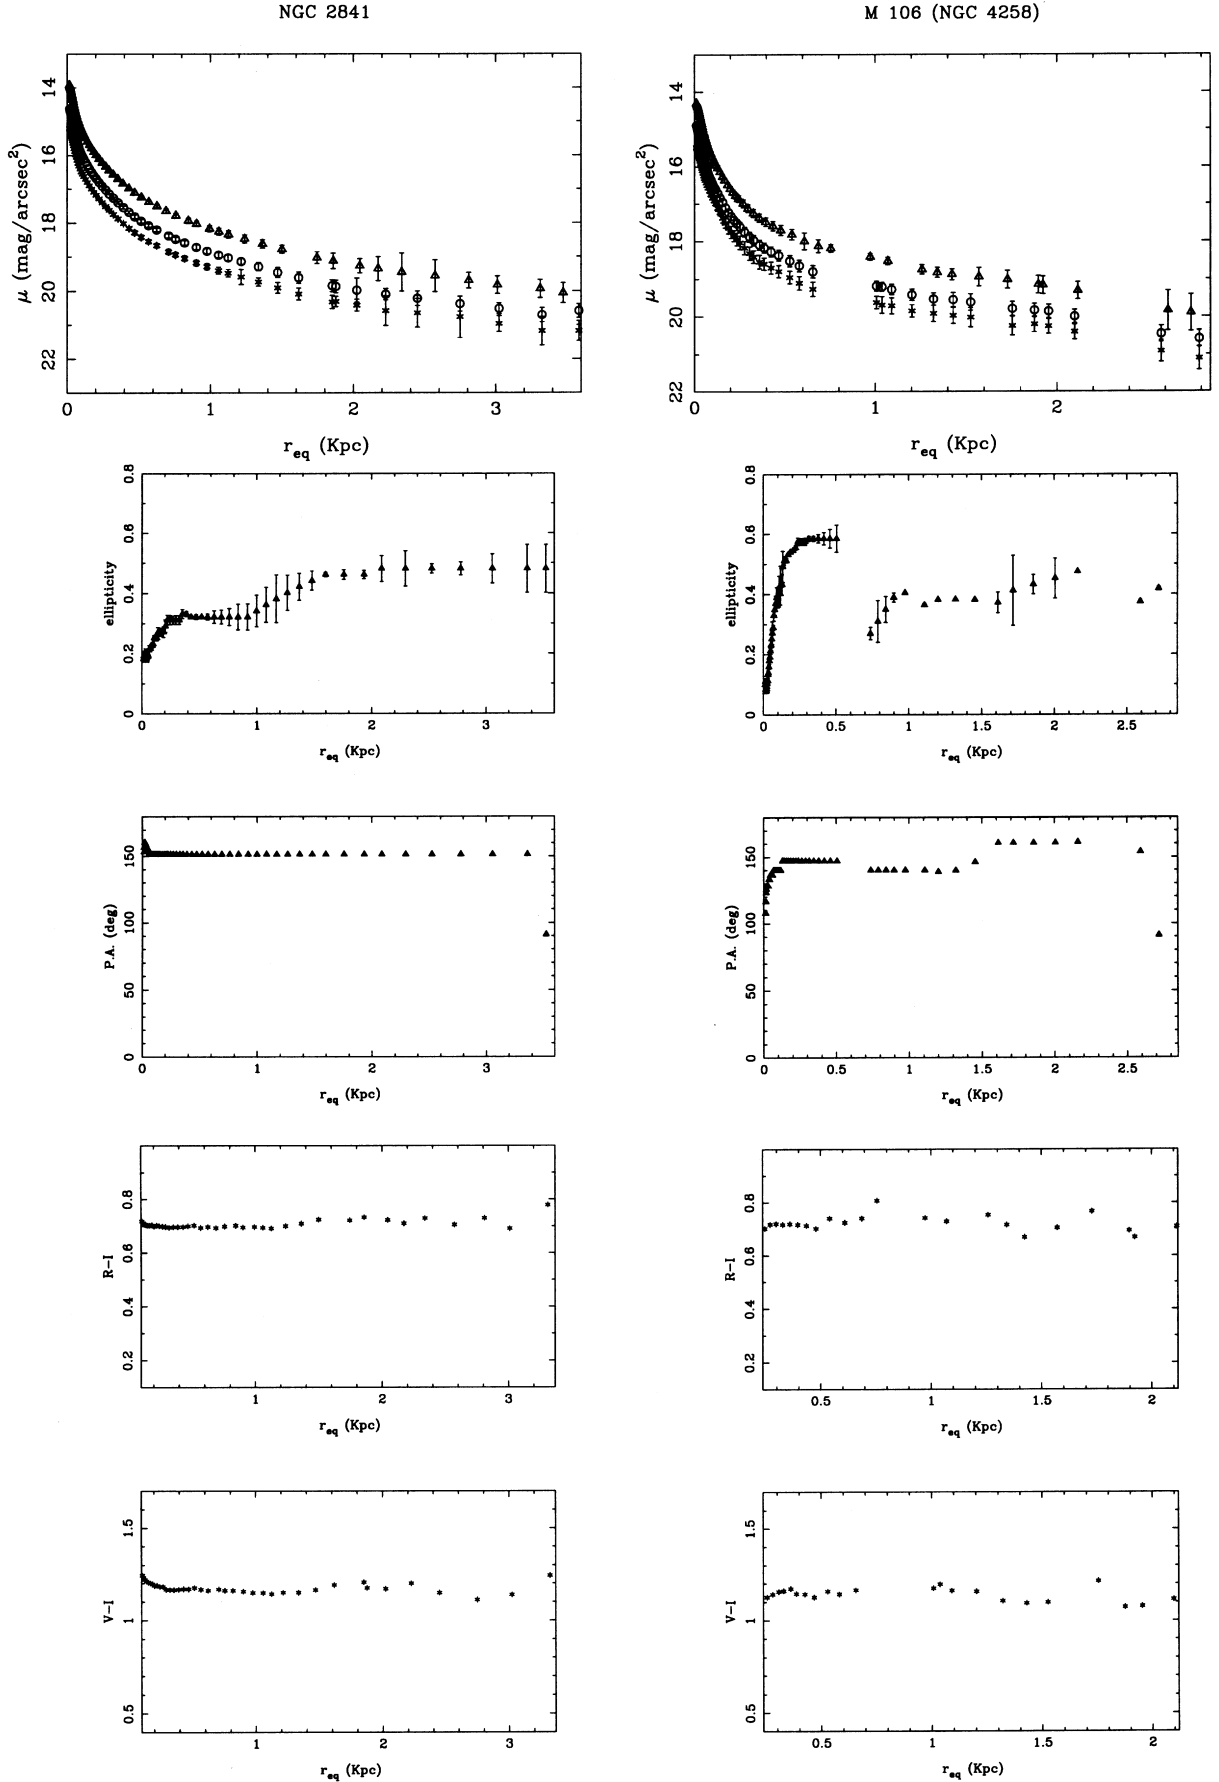 NGC 2841
M 106 (NGC 4258)
14
16
18
20
22
μ (mag/arcsec²)
0 1 2 3
r_eq (Kpc)
14
16
18
20
22
μ (mag/arcsec²)
0 1 2
r_eq (Kpc)
0.8
0.6
0.4
0.2
0
ellipticity
0 1 2 3
r_eq (Kpc)
0.8
0.6
0.4
0.2
0
ellipticity
0 0.5 1 1.5 2 2.5
r_eq (Kpc)
150
100
50
0
P.A. (deg)
0 1 2 3
r_eq (Kpc)
150
100
50
0
P.A. (deg)
0 0.5 1 1.5 2 2.5
r_eq (Kpc)
0.8
0.6
0.4
0.2
R-I
1 2 3
r_eq (Kpc)
0.8
0.6
0.4
0.2
R-I
0.5 1 1.5 2
r_eq (Kpc)
1.5
1
0.5
V-I
1 2 3
r_eq (Kpc)
1.5
1
0.5
V-I
0.5 1 1.5 2
r_eq (Kpc)